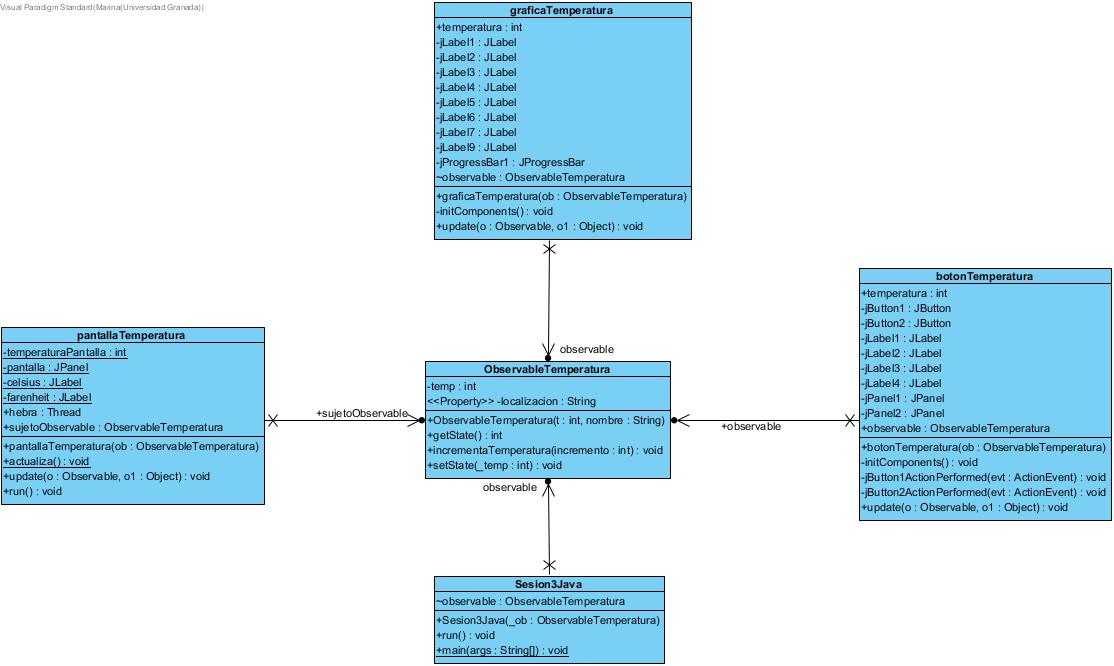 Visual Paradigm Standard(Marina(Universidad Granada))
graficaTemperatura
+temperatura : int
-jLabel1 : JLabel
-jLabel2 : JLabel
-jLabel3 : JLabel
-jLabel4 : JLabel
-jLabel5 : JLabel
-jLabel6 : JLabel
-jLabel7 : JLabel
-jLabel9 : JLabel
-jProgressBar1 : JProgressBar
~observable : ObservableTemperatura
+graficaTemperatura(ob : ObservableTemperatura)
-initComponents() : void
+update(o : Observable, o1 : Object) : void
observable
pantallaTemperatura
-temperaturaPantalla : int
-pantalla : JPanel
-celsius : JLabel
-farenheit : JLabel
+hebra : Thread
+sujetoObservable : ObservableTemperatura
+pantallaTemperatura(ob : ObservableTemperatura)
+actualiza() : void
+update(o : Observable, o1 : Object) : void
+run() : void
+sujetoObservable
ObservableTemperatura
-temp : int
<<Property>> -localizacion : String
+ObservableTemperatura(t : int, nombre : String)
+getState() : int
+incrementaTemperatura(incremento : int) : void
+setState(_temp : int) : void
+observable
botonTemperatura
+temperatura : int
-jButton1 : JButton
-jButton2 : JButton
-jLabel1 : JLabel
-jLabel2 : JLabel
-jLabel3 : JLabel
-jLabel4 : JLabel
-jPanel1 : JPanel
-jPanel2 : JPanel
+observable : ObservableTemperatura
+botonTemperatura(ob : ObservableTemperatura)
-initComponents() : void
-jButton1ActionPerformed(evt : ActionEvent) : void
-jButton2ActionPerformed(evt : ActionEvent) : void
+update(o : Observable, o1 : Object) : void
observable
Sesion3Java
~observable : ObservableTemperatura
+Sesion3Java(_ob : ObservableTemperatura)
+run() : void
+main(args : String[]) : void